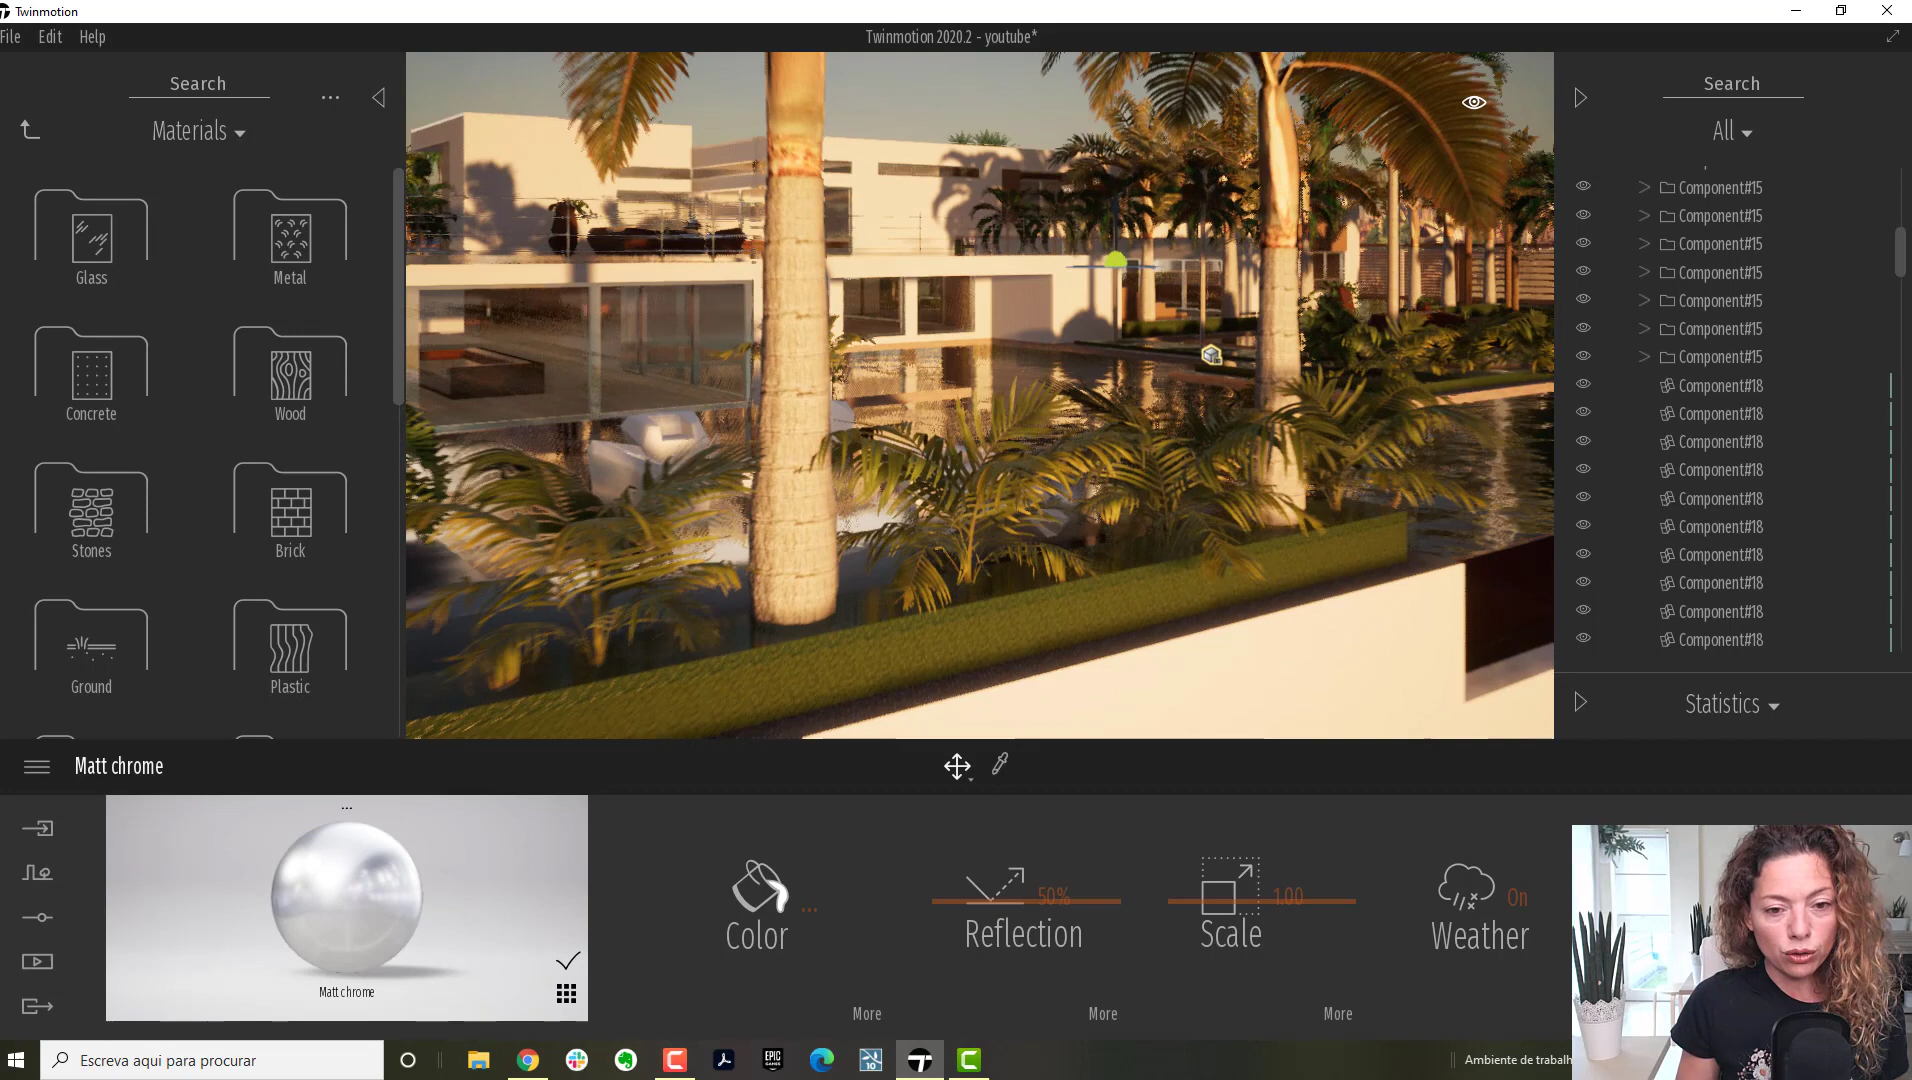 Twinmotion
File Edit Help
Twinmotion 2020.2 - youtube*
Search
...
Materials
Glass
Metal
Concrete
Wood
Stones
Brick
Ground
Plastic
Search
All
Component#15
Component#15
Component#15
Component#15
Component#15
Component#15
Component#15
Component#18
Component#18
Component#18
Component#18
Component#18
Component#18
Component#18
Component#18
Component#18
Component#18
Statistics
Matt chrome
...
Matt chrome
Color ...
50%
Reflection
1.00
Scale
On
Weather
More
More
More
Escreva aqui para procurar
EPIC
GAMES
10
Ambiente de trabalh